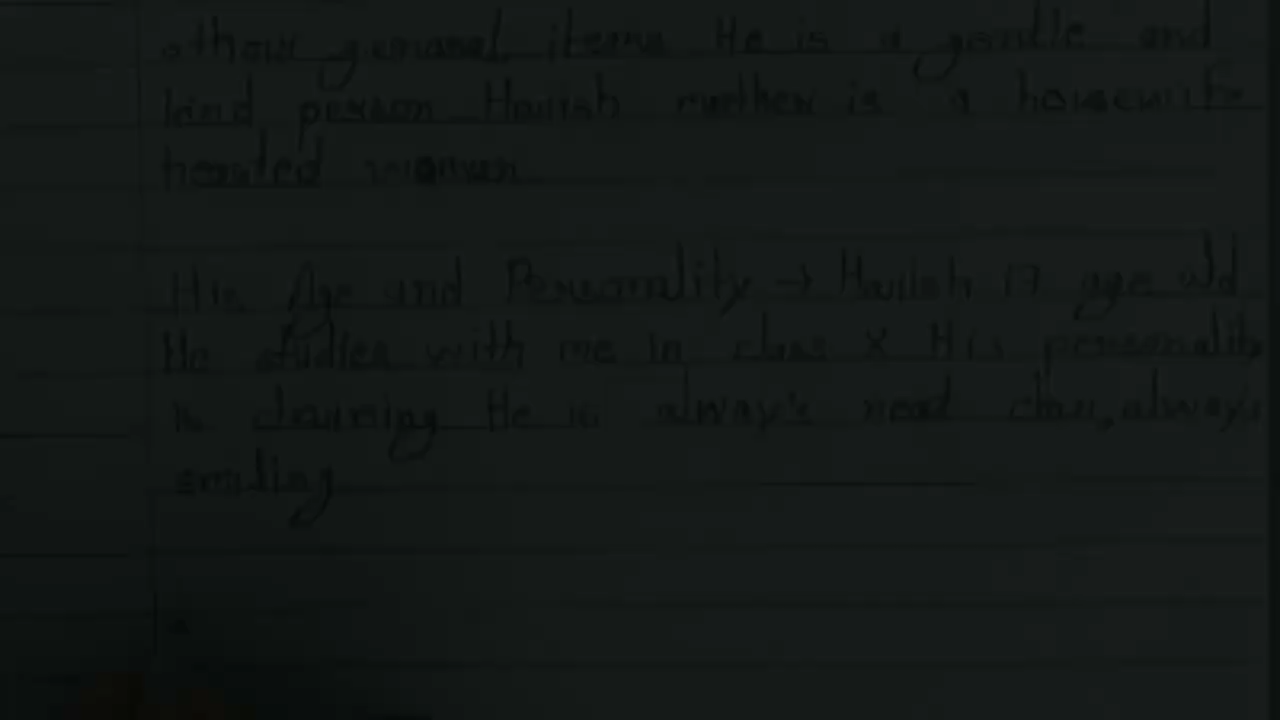 other general items He is a gentle and
kind person Harish mother is a housewife
hearted woman
His Age and Personality → Harish 17 age old
He studies with me in class X His personality
is charming He is always neat clan, always
smiling